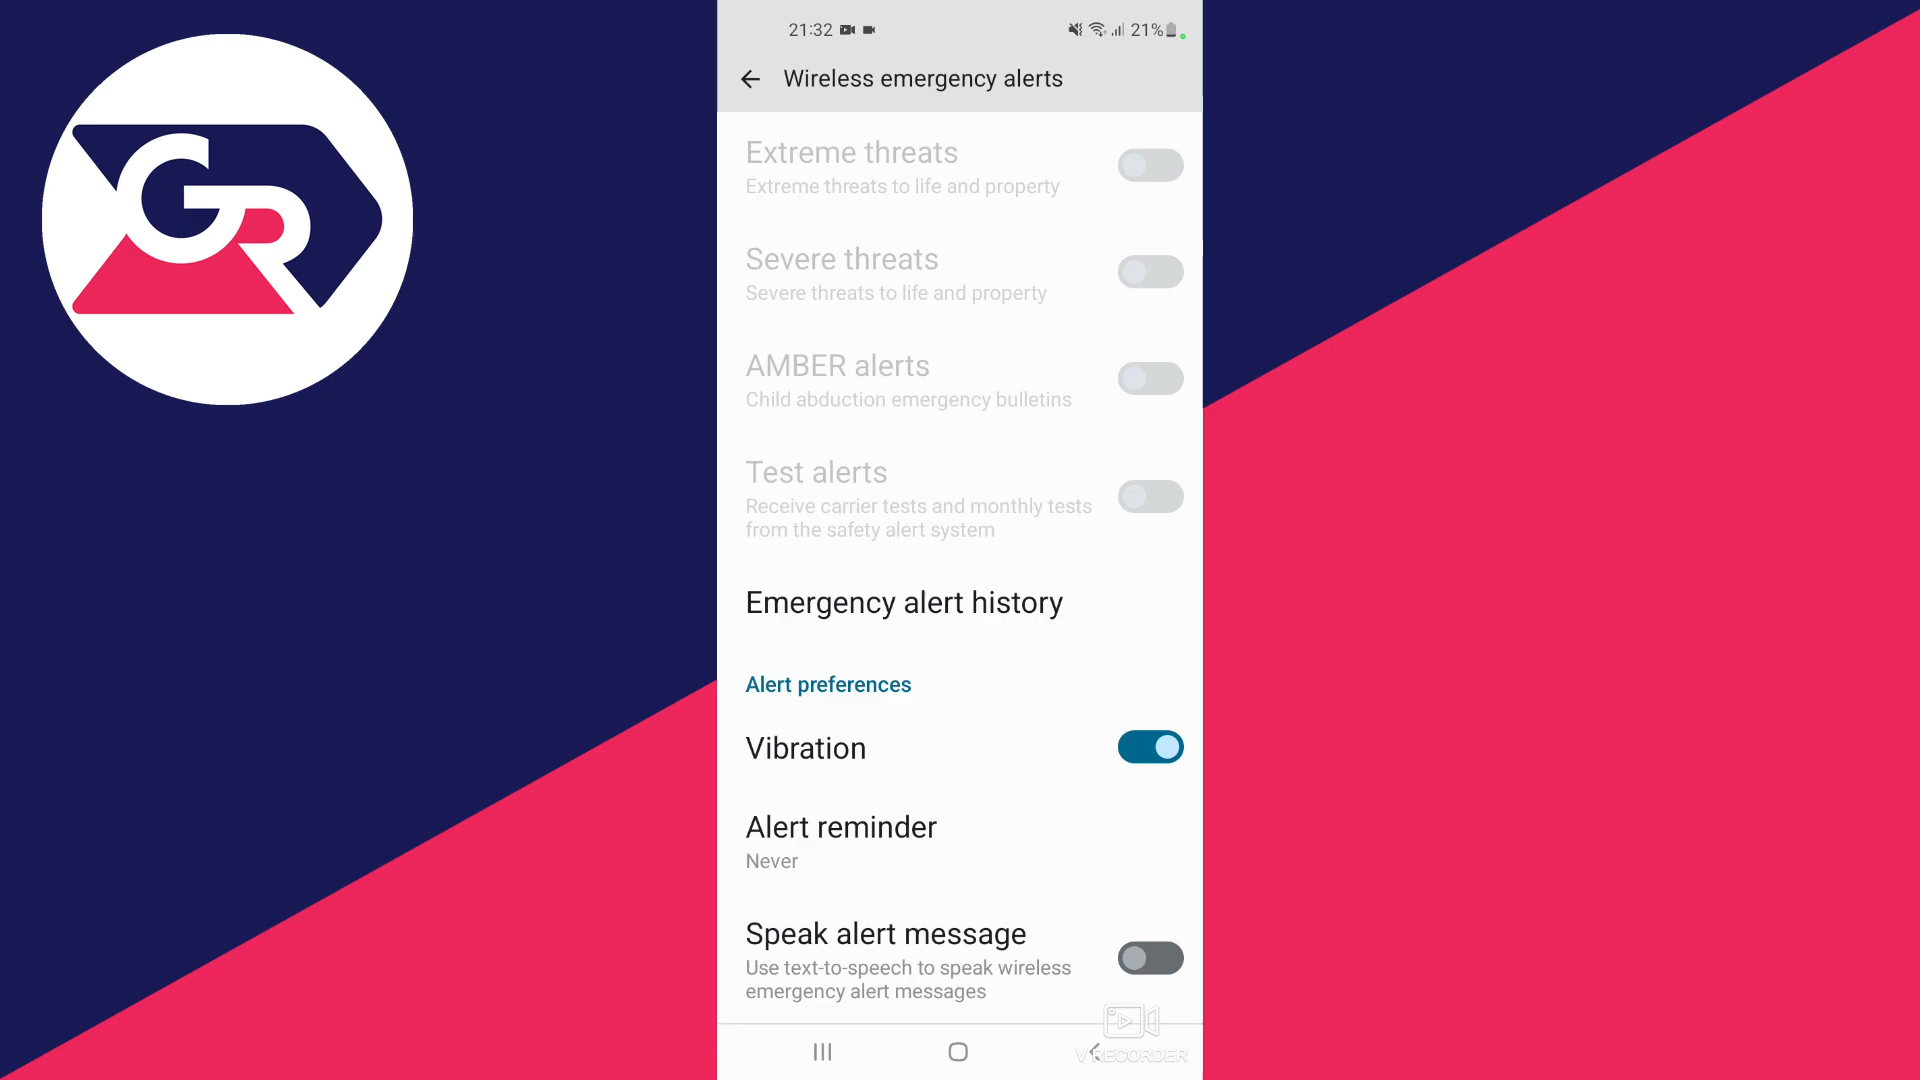 GR
21:32
21%
Wireless emergency alerts
Extreme threats
Extreme threats to life and property
Severe threats
Severe threats to life and property
AMBER alerts
Child abduction emergency bulletins
Test alerts
Receive carrier tests and monthly tests
from the safety alert system
Emergency alert history
Alert preferences
Vibration
Alert reminder
Never
Speak alert message
Use text-to-speech to speak wireless
emergency alert messages
VRECORDER